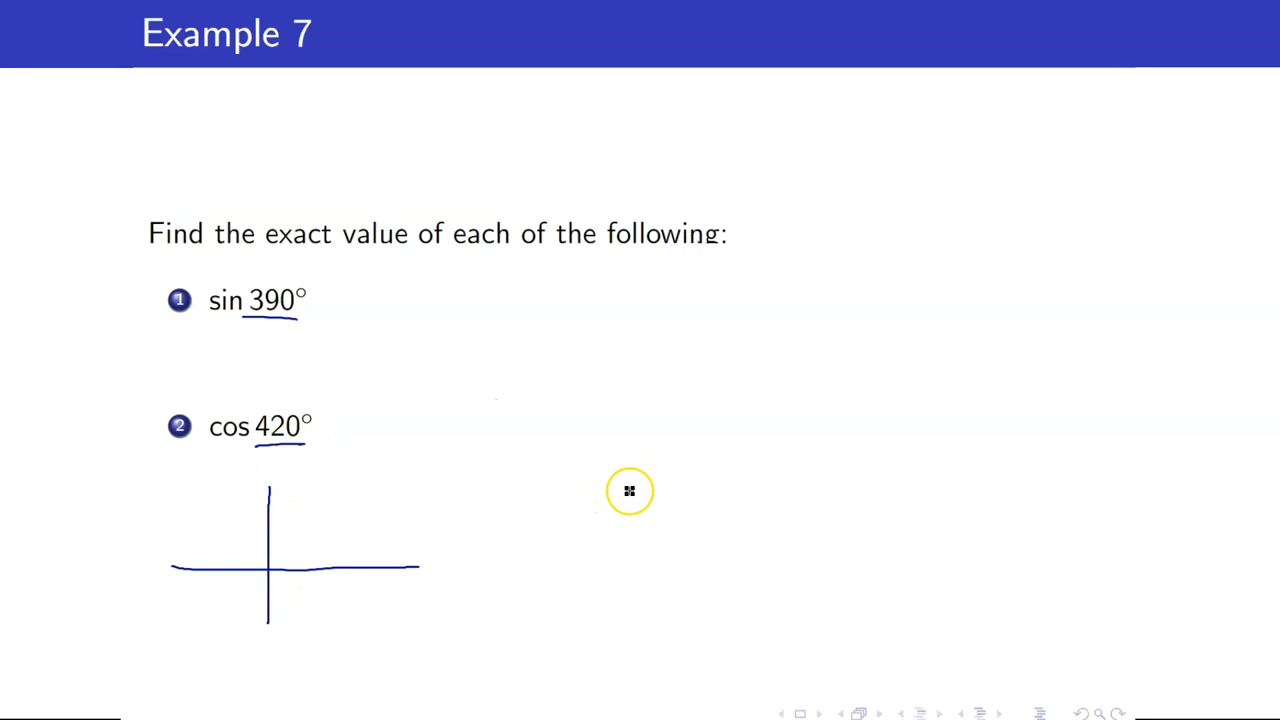 Example 7
Find the exact value of each of the following:
1 sin 390°
2 cos 420°